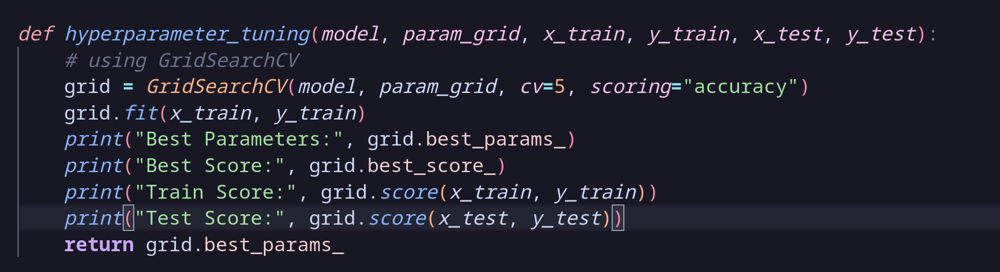 def hyperparameter_tuning(model, param_grid, x_train, y_train, x_test, y_test):
    # using GridSearchCV
    grid = GridSearchCV(model, param_grid, cv=5, scoring="accuracy")
    grid.fit(x_train, y_train)
    print("Best Parameters:", grid.best_params_)
    print("Best Score:", grid.best_score_)
    print("Train Score:", grid.score(x_train, y_train))
    print("Test Score:", grid.score(x_test, y_test))
    return grid.best_params_